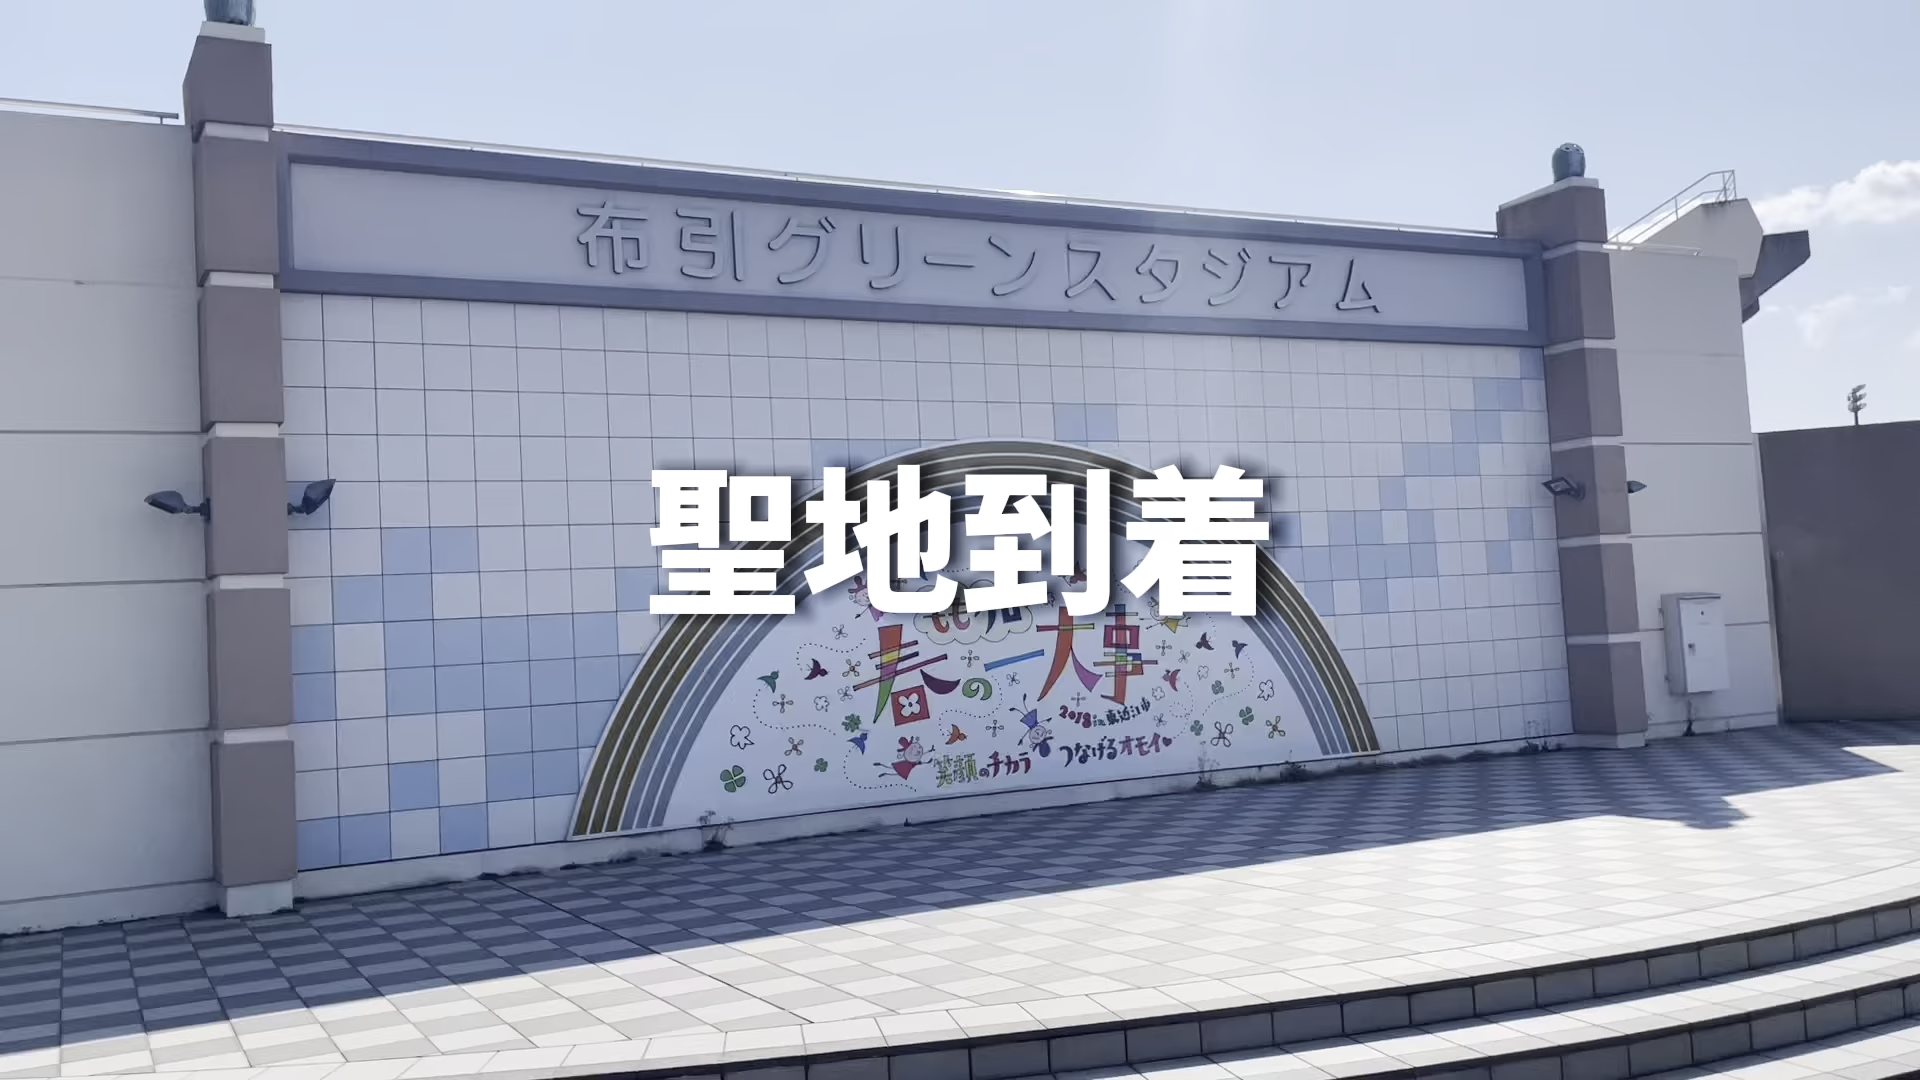 布引グリーンスタジアム
聖地到着
春の一大事
2018 in 東近江市
笑顔のチカラ つなげるオモイ